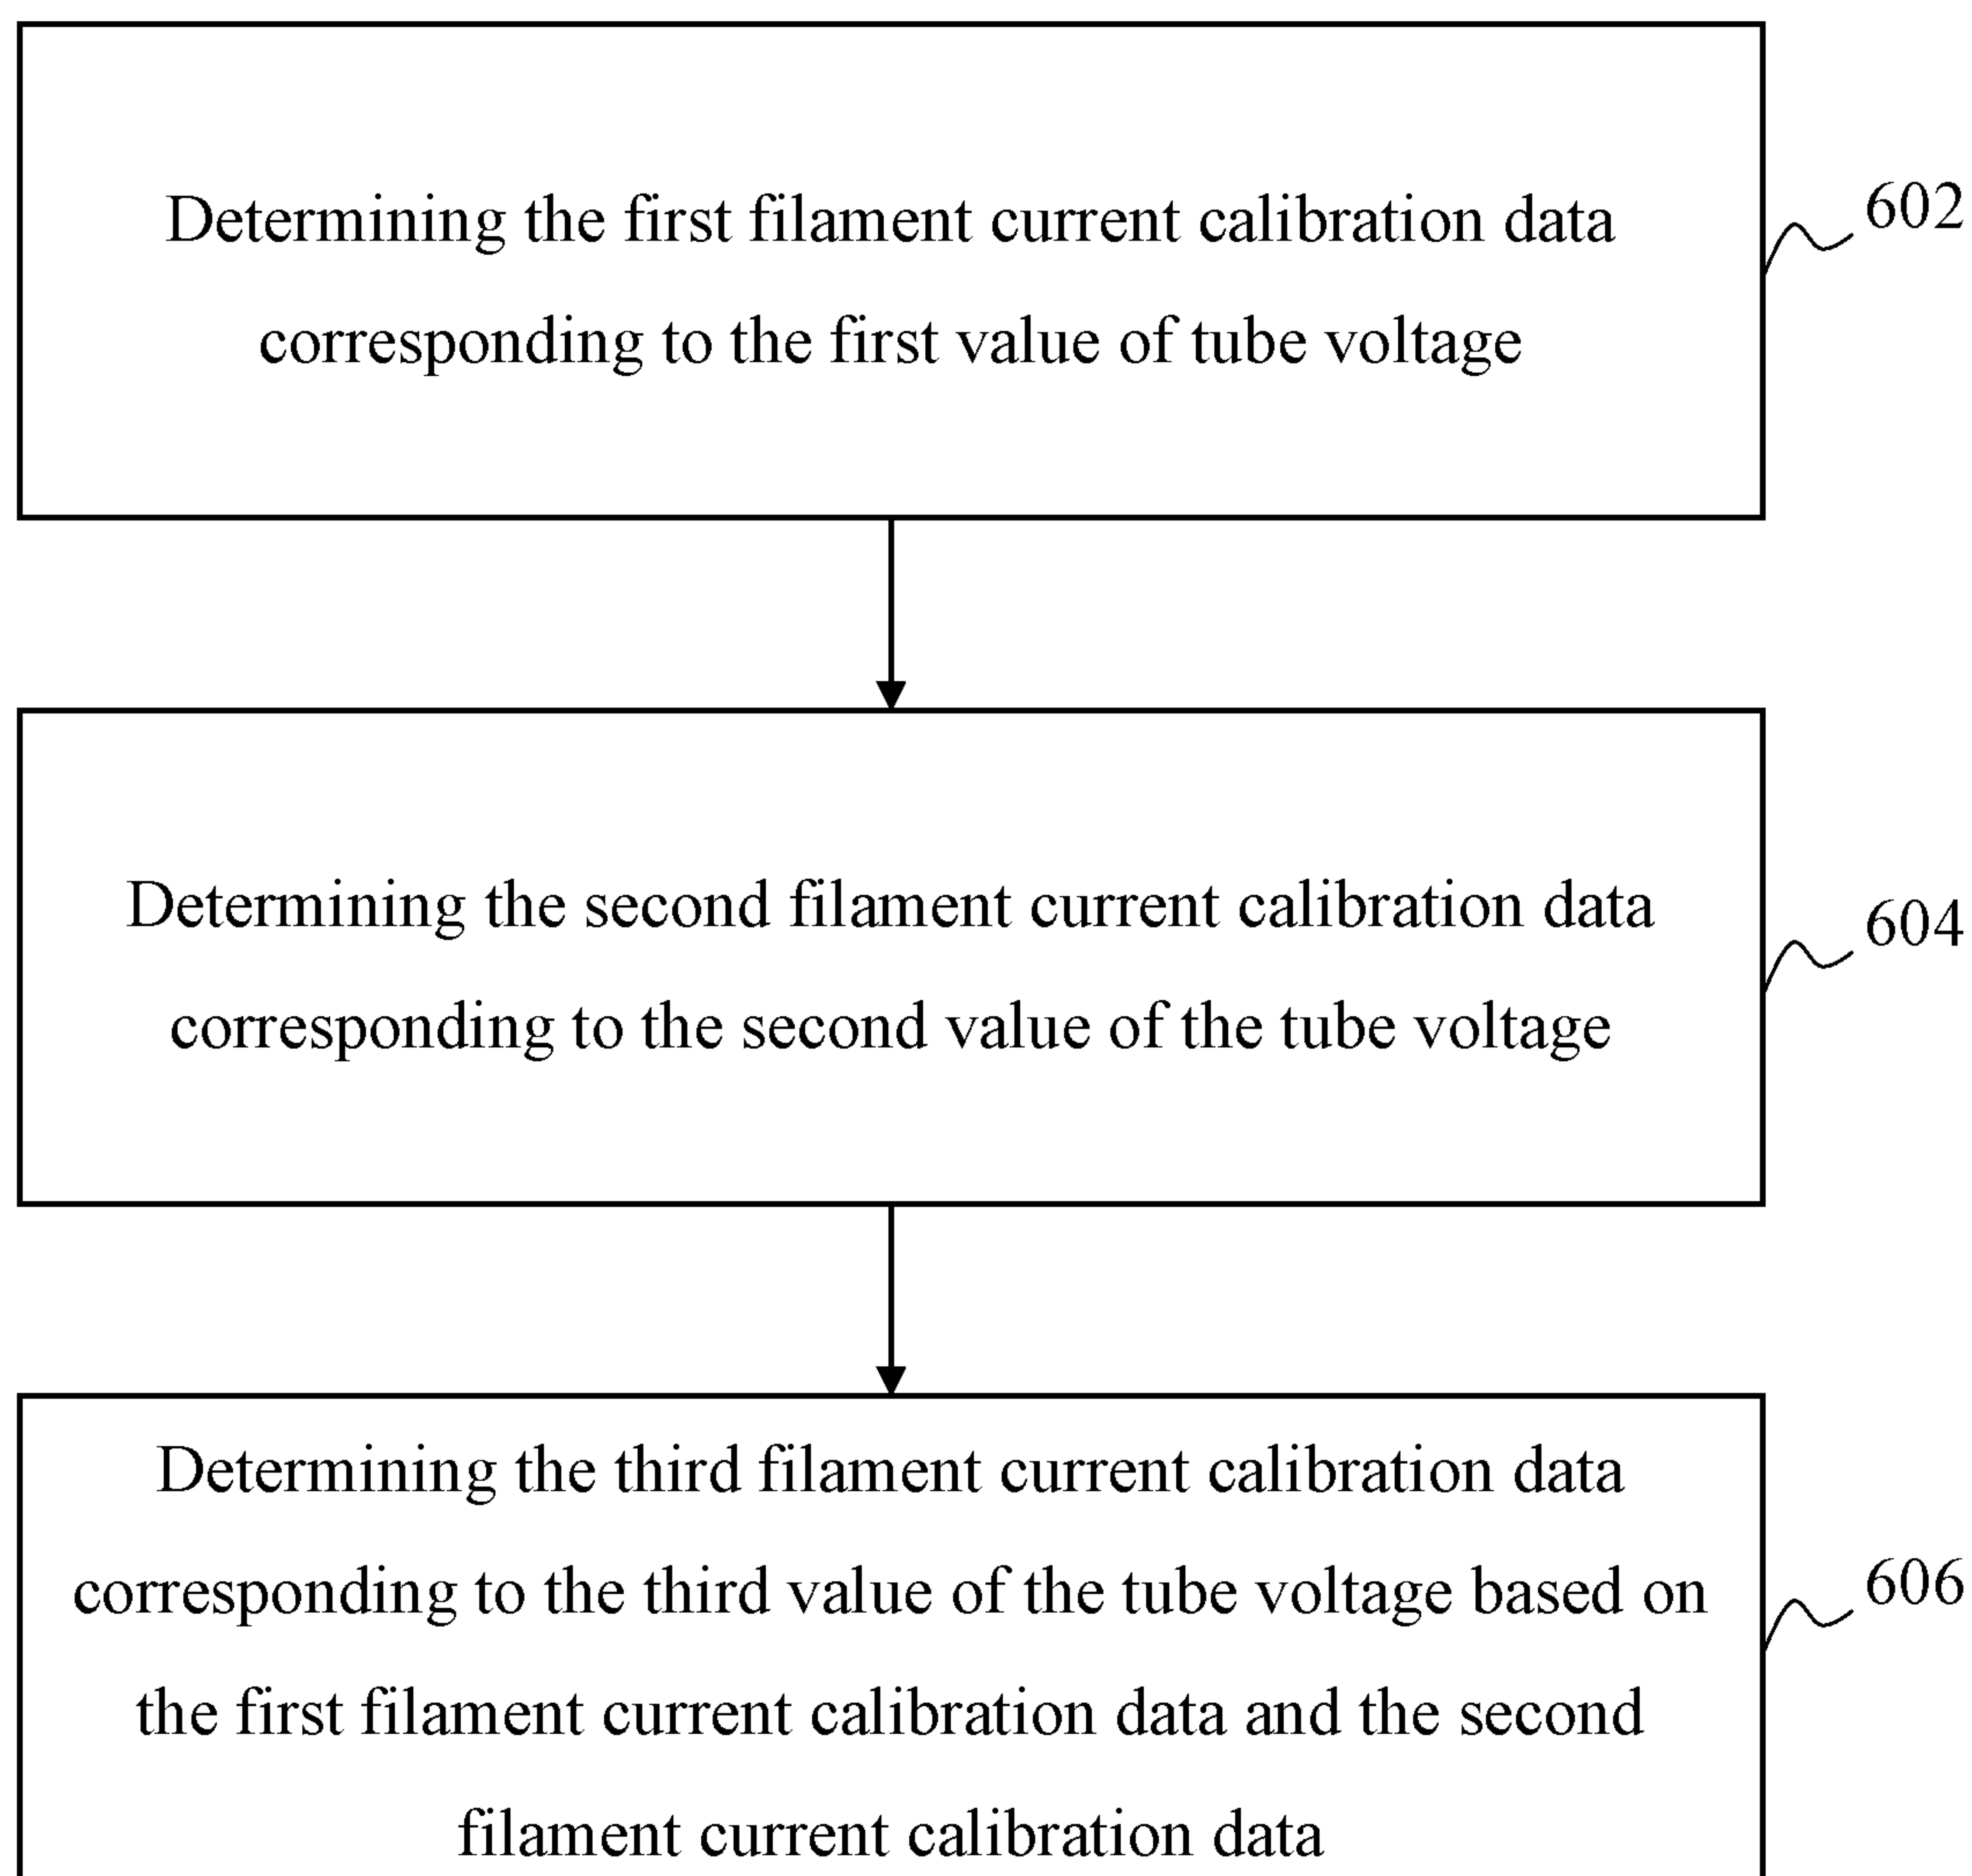 Determining the first filament current calibration data
corresponding to the first value of tube voltage
602
Determining the second filament current calibration data
corresponding to the second value of the tube voltage
604
Determining the third filament current calibration data
corresponding to the third value of the tube voltage based on
the first filament current calibration data and the second
filament current calibration data
606